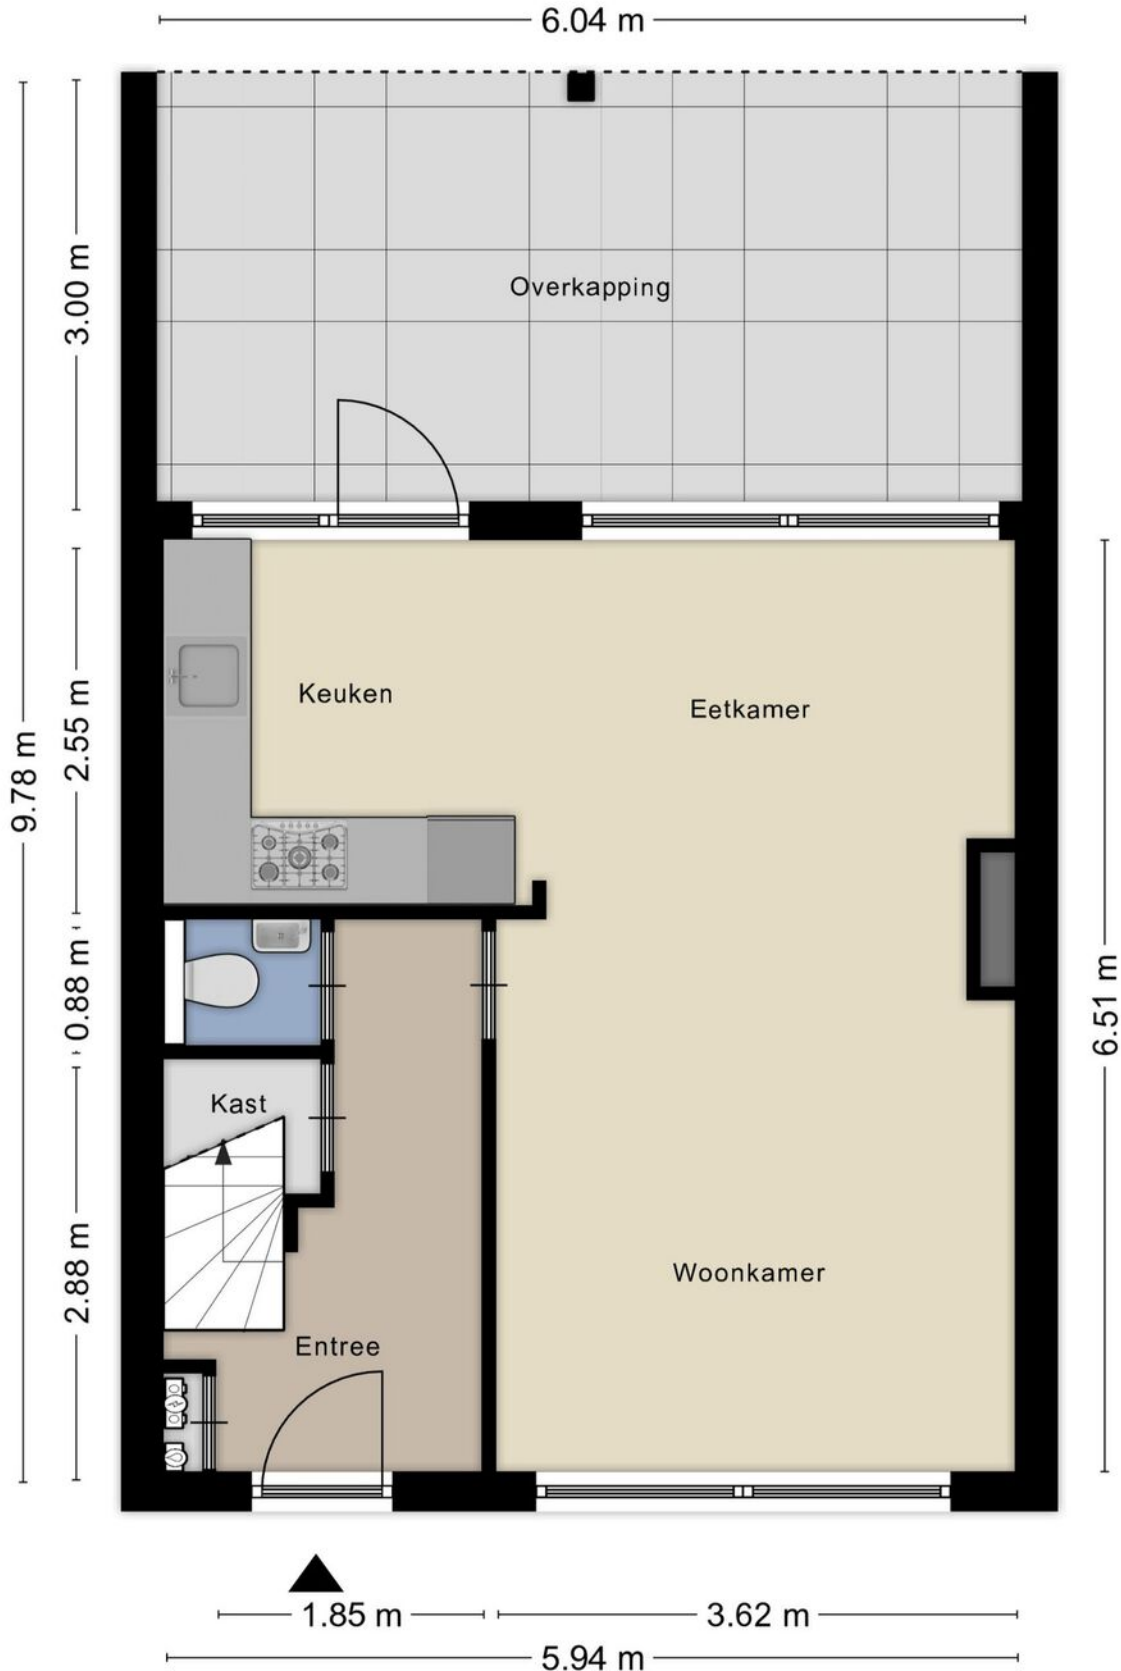 6.04 m
3.00 m
Overkapping
2.55 m
Keuken
Eetkamer
9.78 m
0.88 m
6.51 m
Kast
2.88 m
Woonkamer
Entree
1.85 m
3.62 m
5.94 m